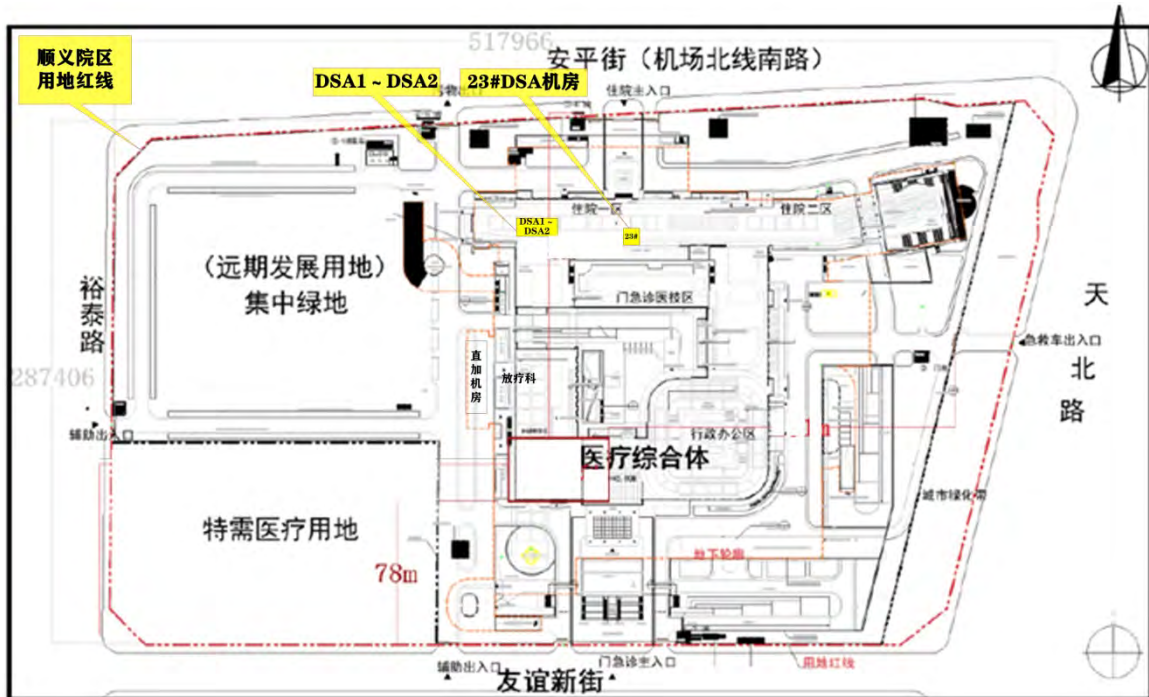 517966
安平街（机场北线南路）
顺义院区
用地红线
DSA1～DSA2
23#DSA机房
住院主入口
住院一区
住院二区
DSA1～
DSA2
23#
（远期发展用地）
集中绿地
裕泰路
门急诊医技区
天北路
急救车出入口
287406
直加机房
放疗科
辅助出入口
行政办公区
医疗综合体
特需医疗用地
城市绿化带
78m
地下轮廓
辅助出入口
门急诊主入口
用地红线
友谊新街